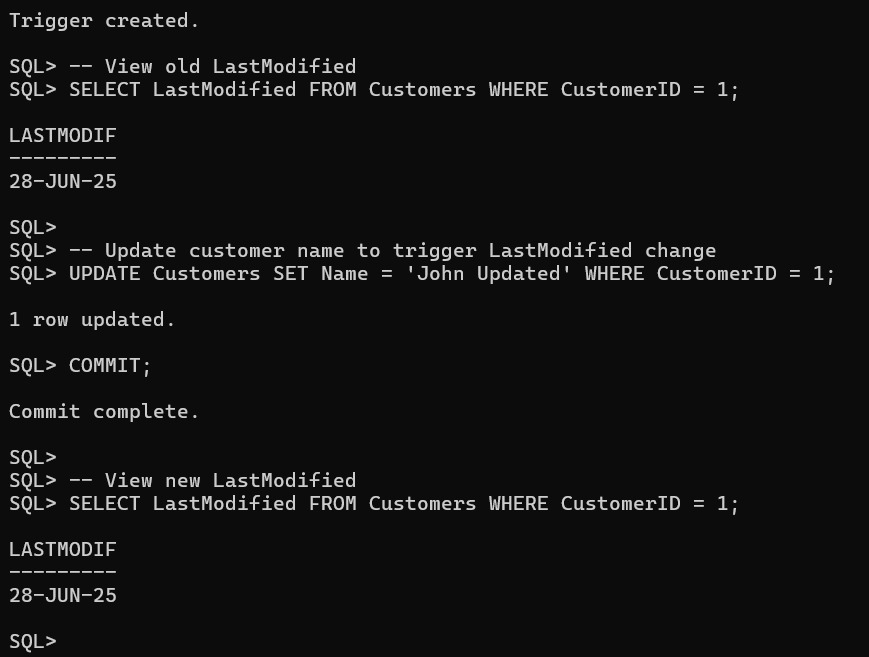 Trigger created.
SQL> -- View old LastModified
SQL> SELECT LastModified FROM Customers WHERE CustomerID = 1;
LASTMODIF
---------
28-JUN-25
SQL>
SQL> -- Update customer name to trigger LastModified change
SQL> UPDATE Customers SET Name = 'John Updated' WHERE CustomerID = 1;
1 row updated.
SQL> COMMIT;
Commit complete.
SQL>
SQL> -- View new LastModified
SQL> SELECT LastModified FROM Customers WHERE CustomerID = 1;
LASTMODIF
---------
28-JUN-25
SQL>